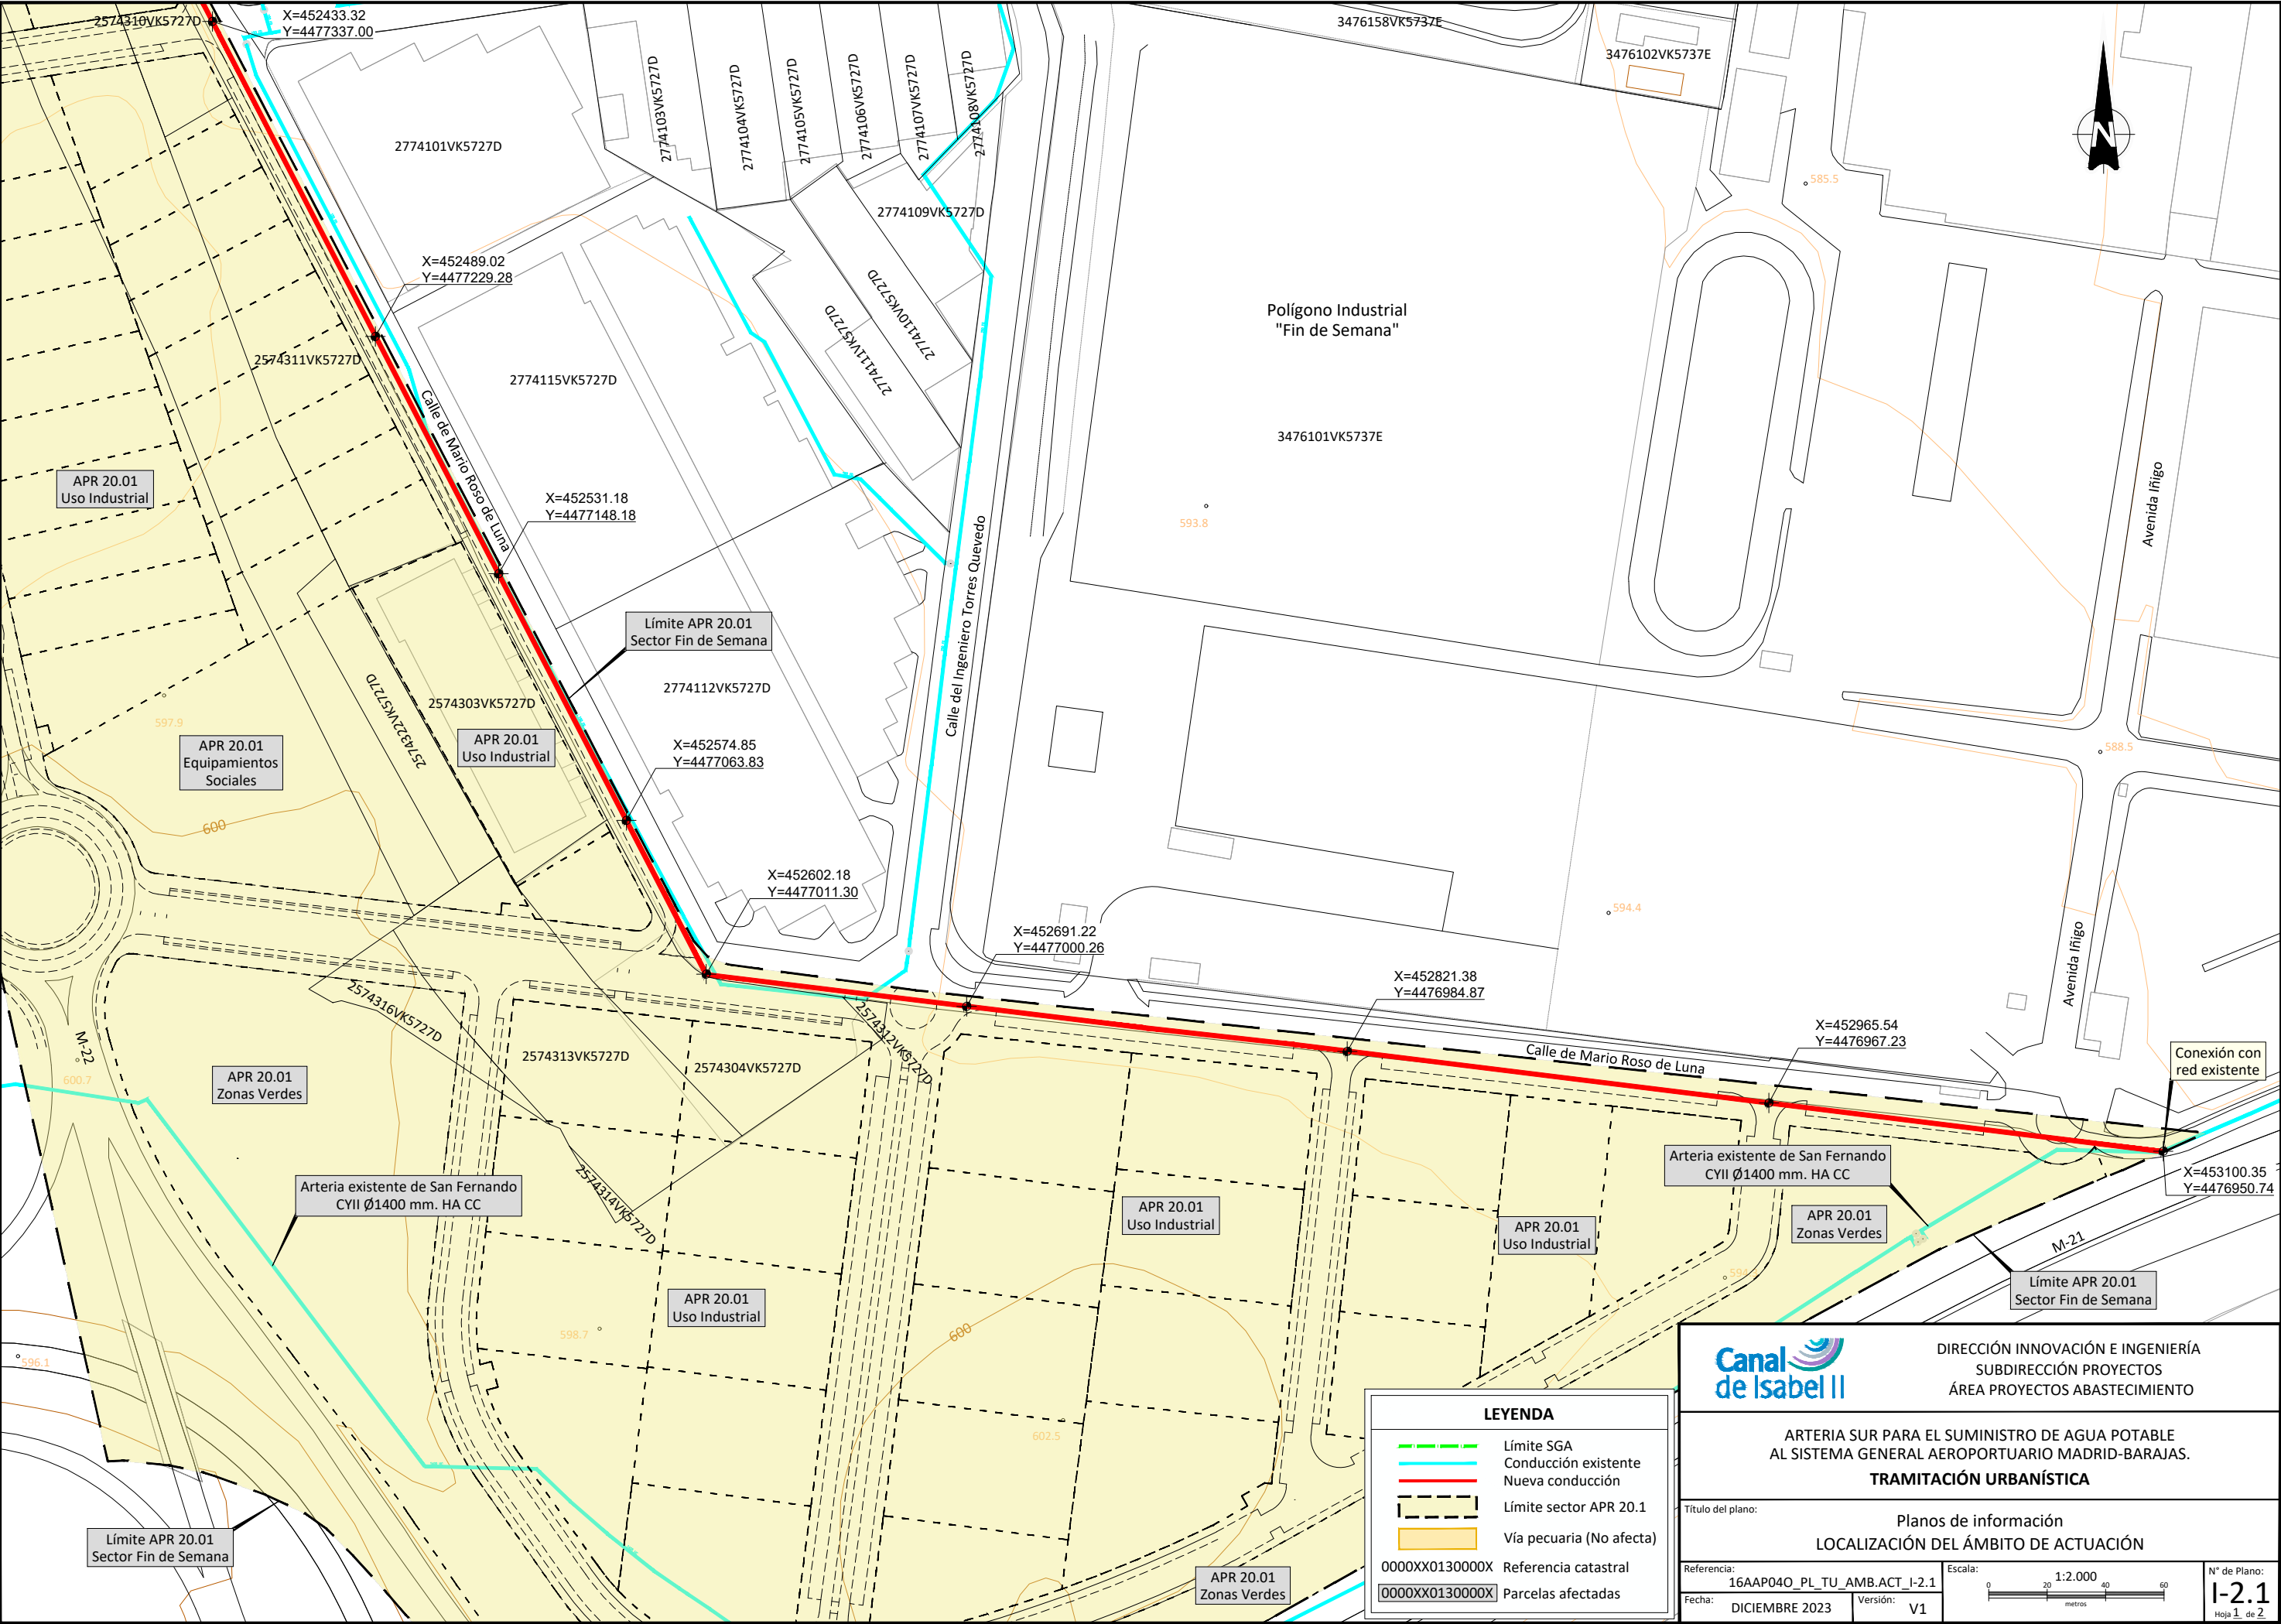 2574310VK5727D
X=452433.32
Y=4477337.00
2774101VK5727D
2774103VK5727D
2774104VK5727D
2774105VK5727D
2774106VK5727D
2774107VK5727D
2774108VK5727D
3476158VK5737E
3476102VK5737E
N
585.5
2774109VK5727D
X=452489.02
Y=4477229.28
2774110VK5727D
2774111VK5727D
Polígono Industrial
"Fin de Semana"
2574311VK5727D
2774115VK5727D
Calle de Mario Roso de Luna
3476101VK5737E
APR 20.01
Uso Industrial
X=452531.18
Y=4477148.18
593.8
Avenida Iñigo
Calle del Ingeniero Torres Quevedo
Límite APR 20.01
Sector Fin de Semana
2774112VK5727D
2574322VK5727D
2574303VK5727D
597.9
APR 20.01
Equipamientos
Sociales
APR 20.01
Uso Industrial
X=452574.85
Y=4477063.83
588.5
600
X=452602.18
Y=4477011.30
594.4
X=452691.22
Y=4477000.26
Avenida Iñigo
X=452821.38
Y=4476984.87
2574316VK5727D
2574312VK5727D
X=452965.54
Y=4476967.23
M-22
2574313VK5727D
2574304VK5727D
Calle de Mario Roso de Luna
Conexión con
red existente
600.7
APR 20.01
Zonas Verdes
Arteria existente de San Fernando
CYII Ø1400 mm. HA CC
2574314VK5727D
Arteria existente de San Fernando
CYII Ø1400 mm. HA CC
X=453100.35
Y=4476950.74
APR 20.01
Uso Industrial
APR 20.01
Uso Industrial
APR 20.01
Zonas Verdes
M-21
Límite APR 20.01
Sector Fin de Semana
APR 20.01
Uso Industrial
598.7
600
596.1
602.5
Límite APR 20.01
Sector Fin de Semana
APR 20.01
Zonas Verdes
LEYENDA
Límite SGA
Conducción existente
Nueva conducción
Límite sector APR 20.1
Vía pecuaria (No afecta)
0000XX0130000X Referencia catastral
0000XX0130000X Parcelas afectadas
Canal
de Isabel II
DIRECCIÓN INNOVACIÓN E INGENIERÍA
SUBDIRECCIÓN PROYECTOS
ÁREA PROYECTOS ABASTECIMIENTO
ARTERIA SUR PARA EL SUMINISTRO DE AGUA POTABLE
AL SISTEMA GENERAL AEROPORTUARIO MADRID-BARAJAS.
TRAMITACIÓN URBANÍSTICA
Título del plano:
Planos de información
LOCALIZACIÓN DEL ÁMBITO DE ACTUACIÓN
Referencia:
16AAP04O_PL_TU_AMB.ACT_I-2.1
Escala:
1:2.000
0 20 40 60
metros
Fecha:
DICIEMBRE 2023
Versión:
V1
N° de Plano:
I-2.1
Hoja 1 de 2